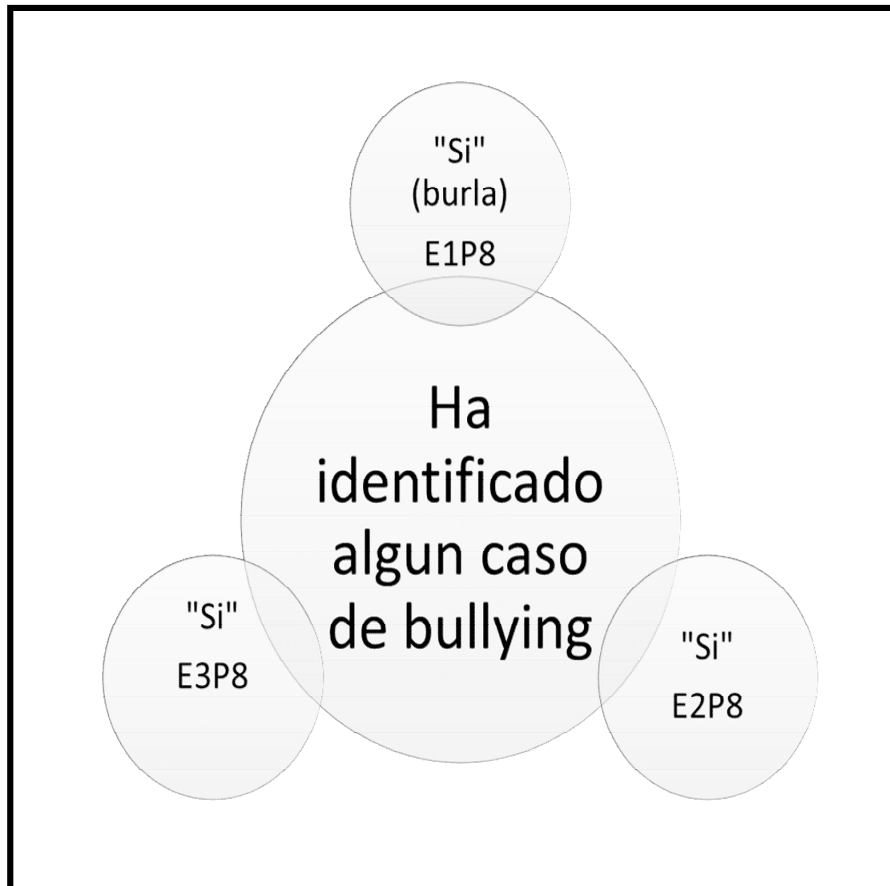 "Si"
(burla)
E1P8
Ha
identificado
algun caso
de bullying
"Si"
E3P8
"Si"
E2P8